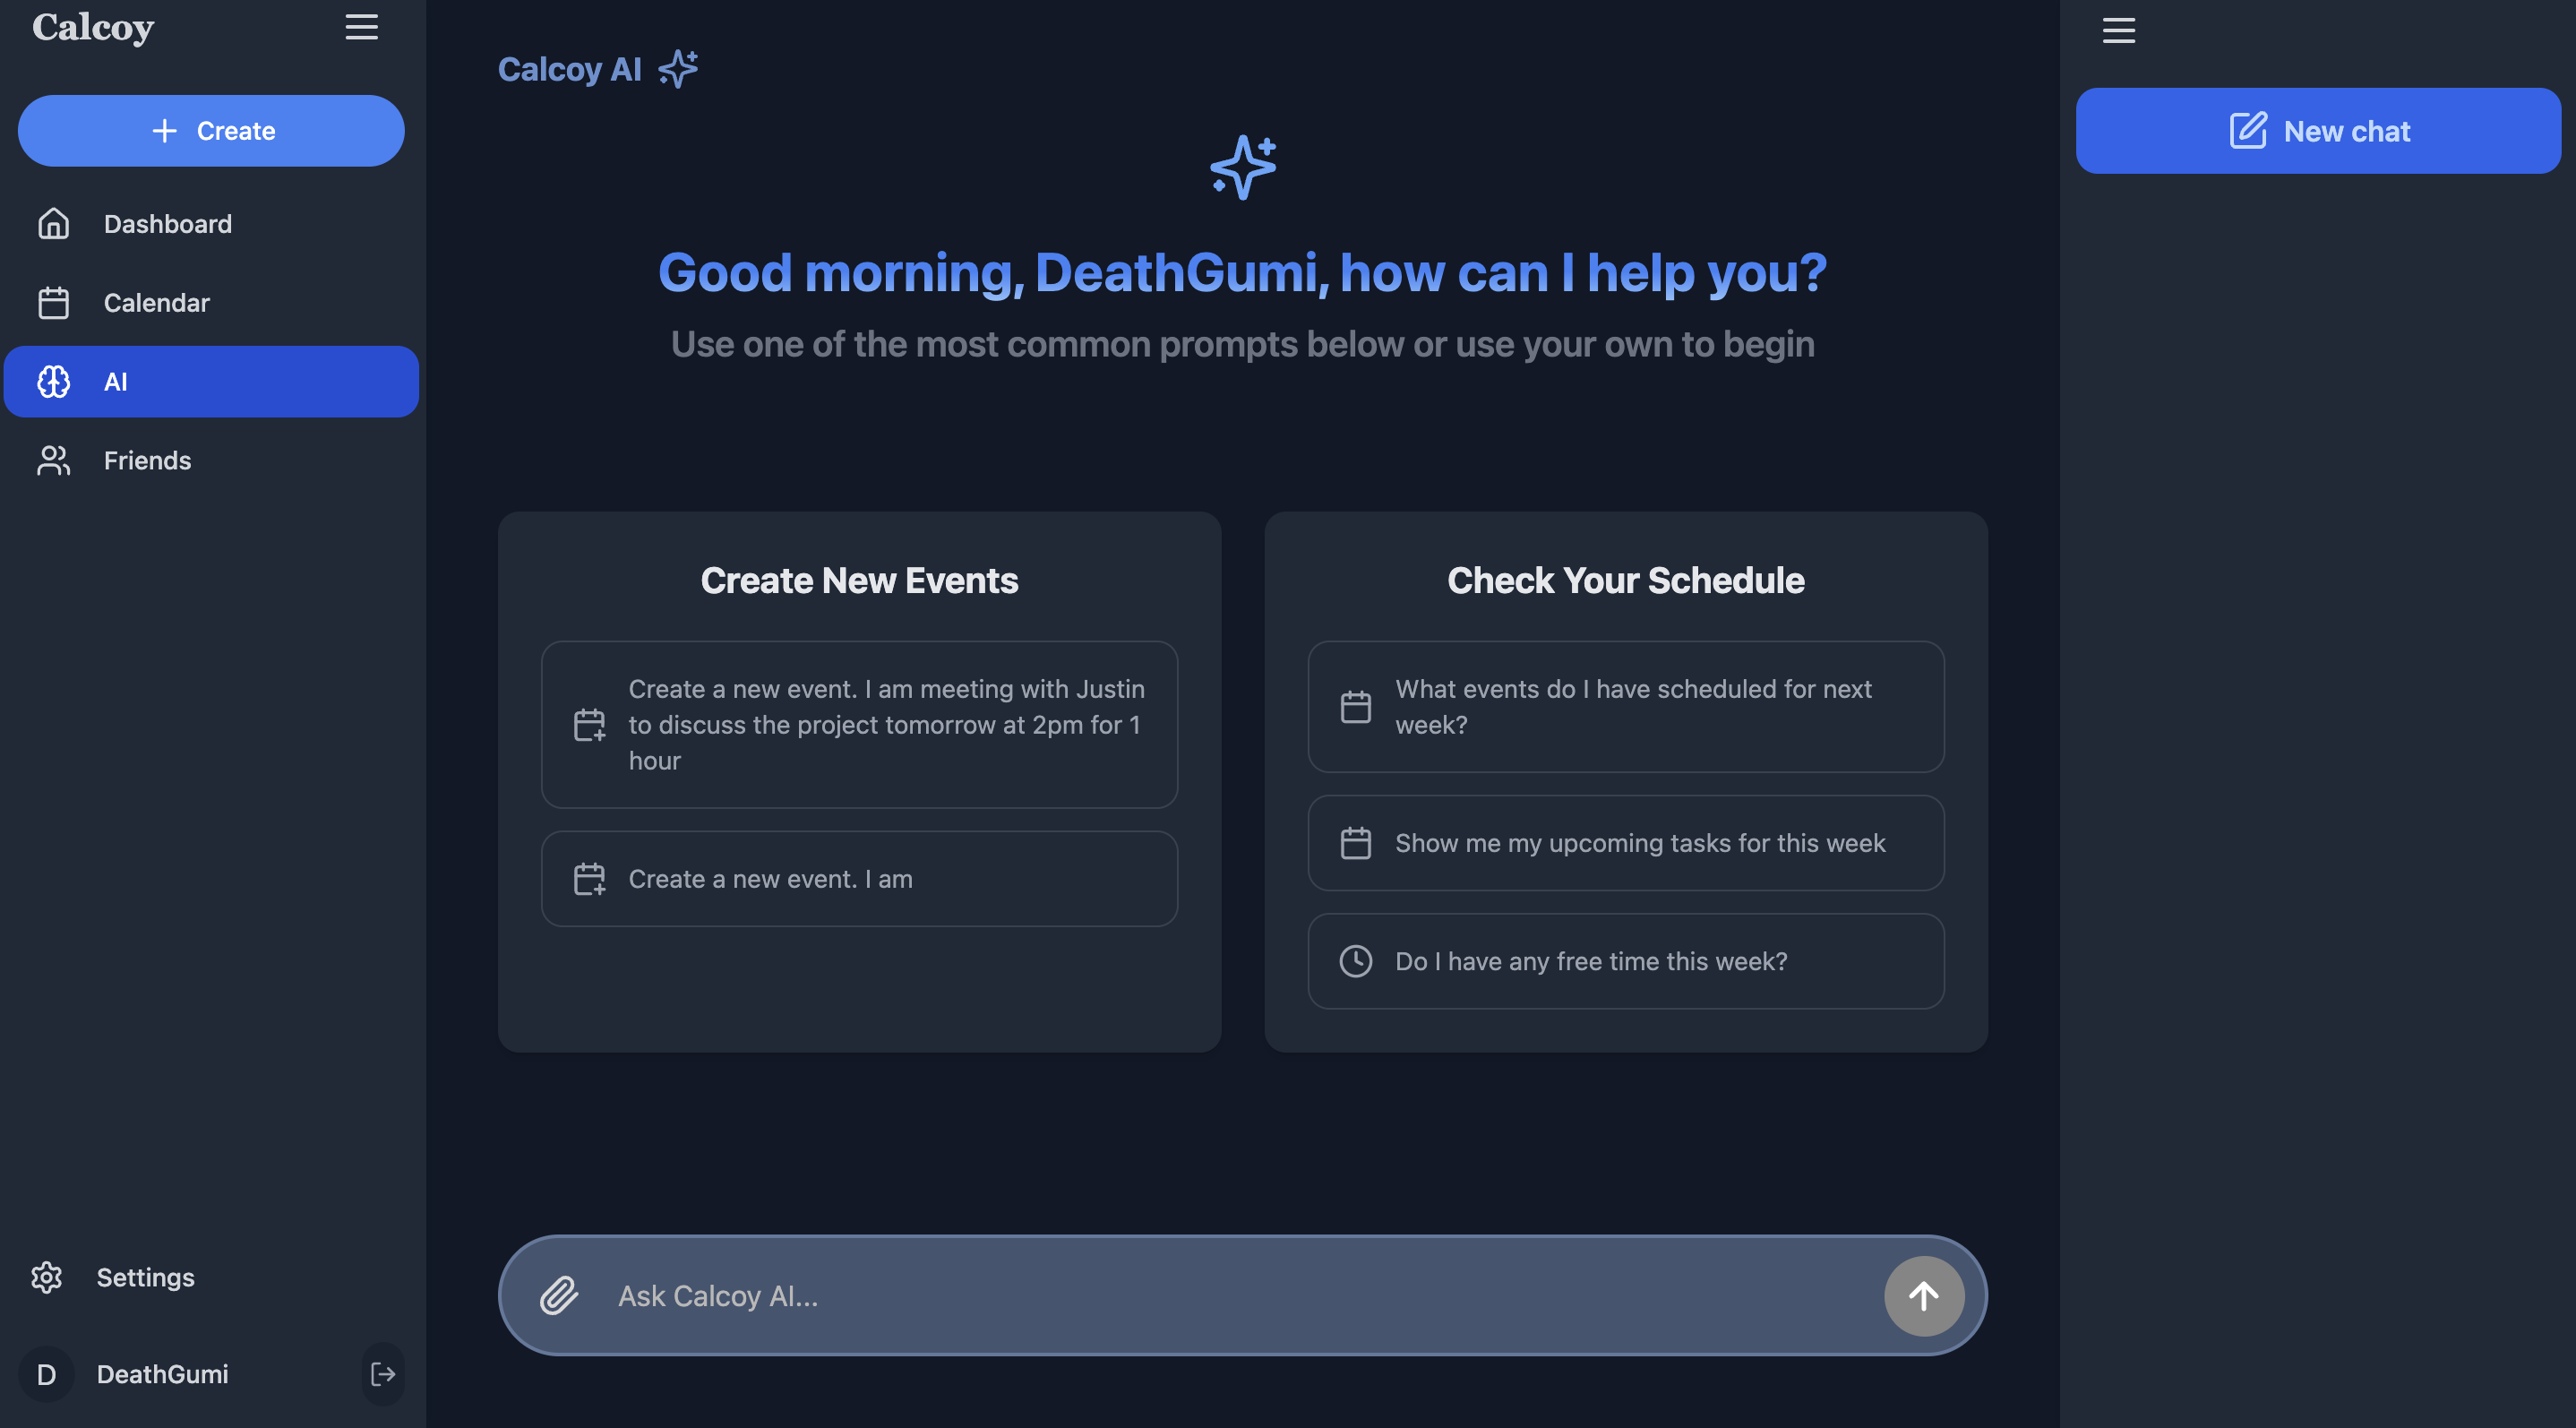 Calcoy
Create
Dashboard
Calendar
AI
Friends
Settings
D
DeathGumi
Calcoy AI
Good morning, DeathGumi, how can I help you?
Use one of the most common prompts below or use your own to begin
Create New Events
Create a new event. I am meeting with Justin
to discuss the project tomorrow at 2pm for 1
hour
Create a new event. I am
Check Your Schedule
What events do I have scheduled for next
week?
Show me my upcoming tasks for this week
Do I have any free time this week?
Ask Calcoy AI...
New chat